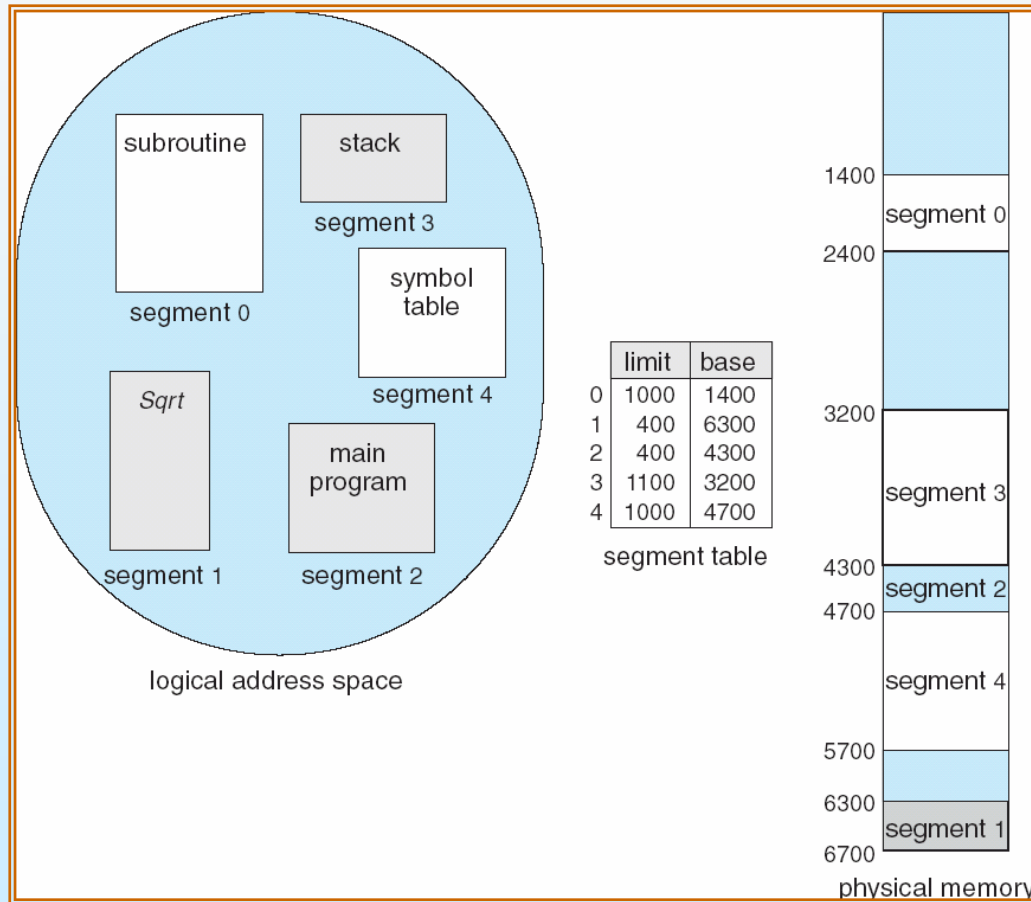 subroutine
segment 0
stack
segment 3
symbol
table
segment 4
Sqrt
segment 1
main
program
segment 2
logical address space
limit base
0 1000 1400
1 400 6300
2 400 4300
3 1100 3200
4 1000 4700
segment table
1400
segment 0
2400
3200
segment 3
4300
segment 2
4700
segment 4
5700
6300
segment 1
6700
physical memory